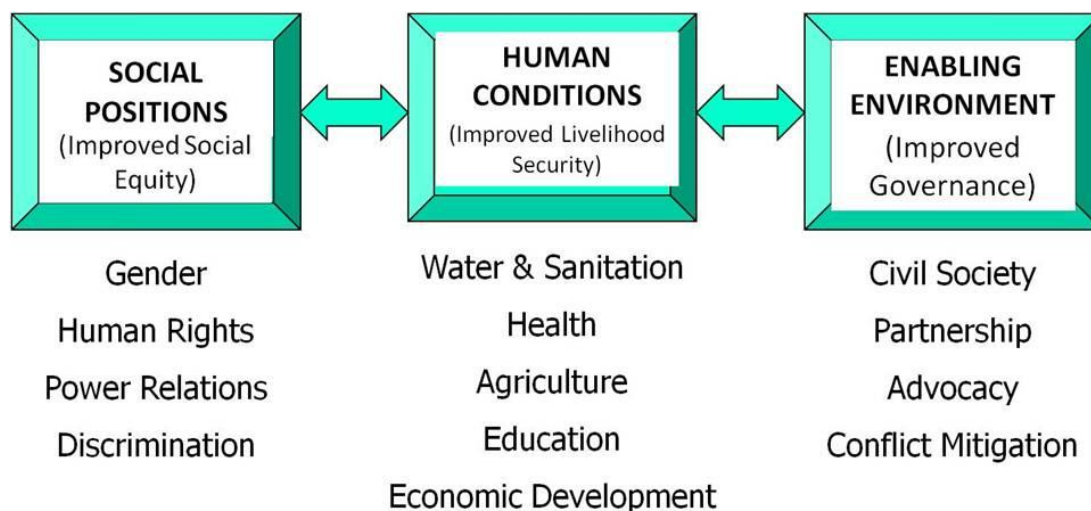 SOCIAL
POSITIONS
(Improved Social
Equity)
Gender
Human Rights
Power Relations
Discrimination
HUMAN
CONDITIONS
(Improved Livelihood
Security)
Water & Sanitation
Health
Agriculture
Education
Economic Development
ENABLING
ENVIRONMENT
(Improved
Governance)
Civil Society
Partnership
Advocacy
Conflict Mitigation